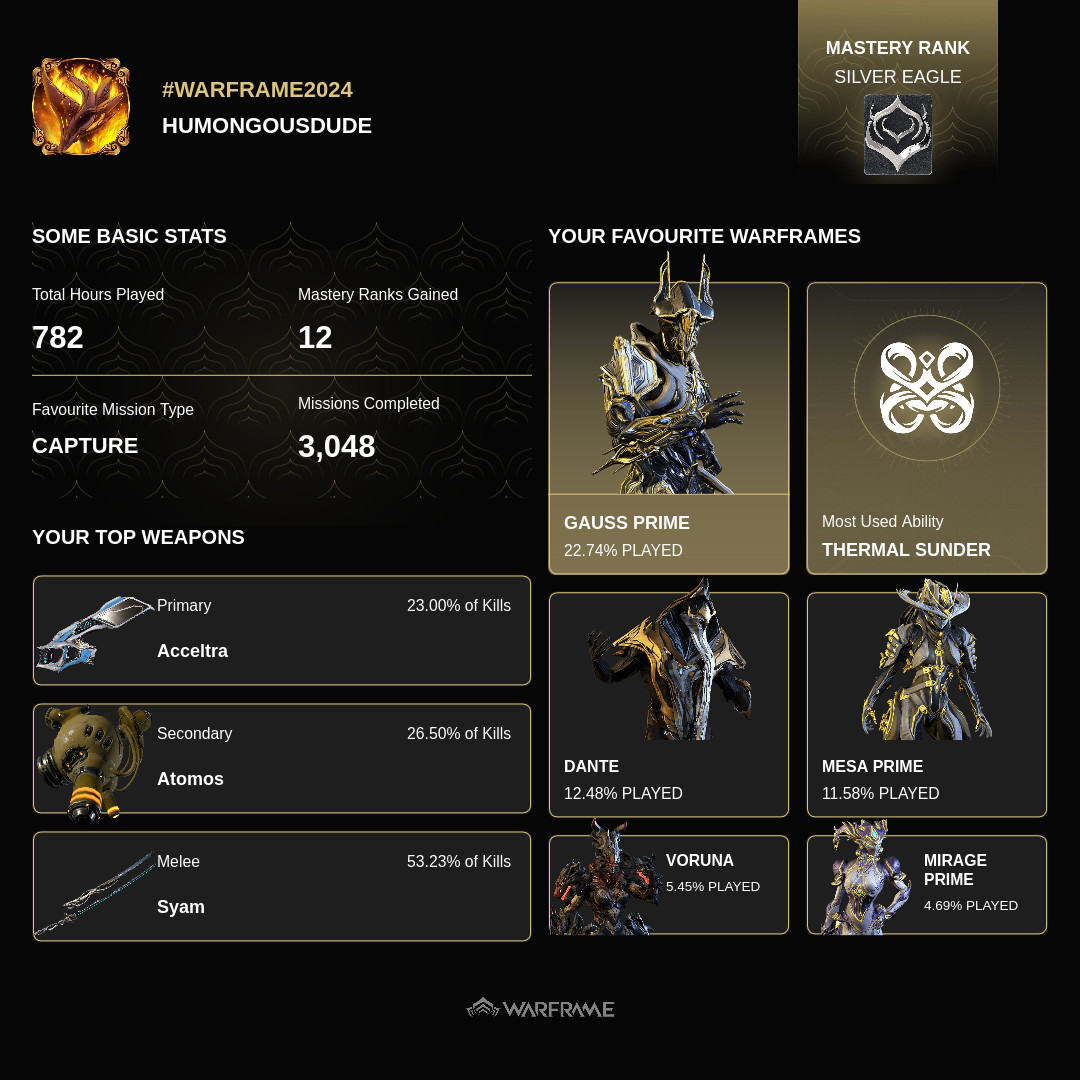 #WARFRAME2024
HUMONGOUSDUDE
MASTERY RANK
SILVER EAGLE
SOME BASIC STATS
Total Hours Played
782
Mastery Ranks Gained
12
Favourite Mission Type
CAPTURE
Missions Completed
3,048
YOUR TOP WEAPONS
Primary
23.00% of Kills
Acceltra
Secondary
26.50% of Kills
Atomos
Melee
53.23% of Kills
Syam
YOUR FAVOURITE WARFRAMES
GAUSS PRIME
22.74% PLAYED
Most Used Ability
THERMAL SUNDER
DANTE
12.48% PLAYED
MESA PRIME
11.58% PLAYED
VORUNA
5.45% PLAYED
MIRAGE
PRIME
4.69% PLAYED
WARFRAME